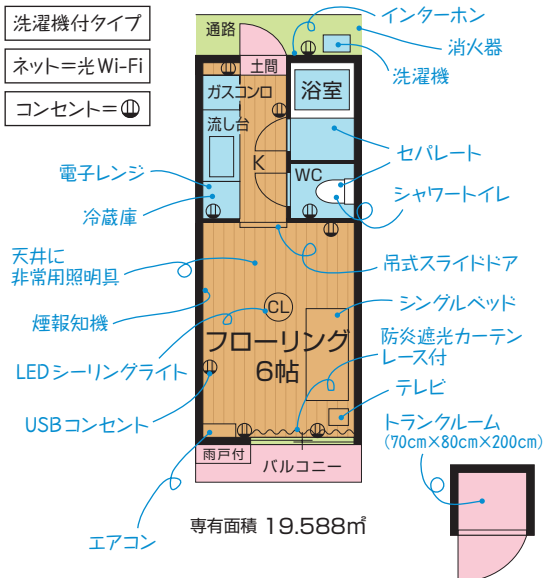 洗濯機付タイプ
ネット=光Wi-Fi
コンセント=
通路
インターホン
消火器
洗濯機
土間
ガスコンロ
浴室
流し台
K
WC
セパレート
シャワートイレ
電子レンジ
冷蔵庫
天井に
非常用照明具
吊式スライドドア
煙報知機
CL
シングルベッド
フローリング
6帖
防炎遮光カーテン
レース付
LEDシーリングライト
テレビ
USBコンセント
トランクルーム
(70cm×80cm×200cm)
雨戸付
バルコニー
エアコン
専有面積 19.588㎡